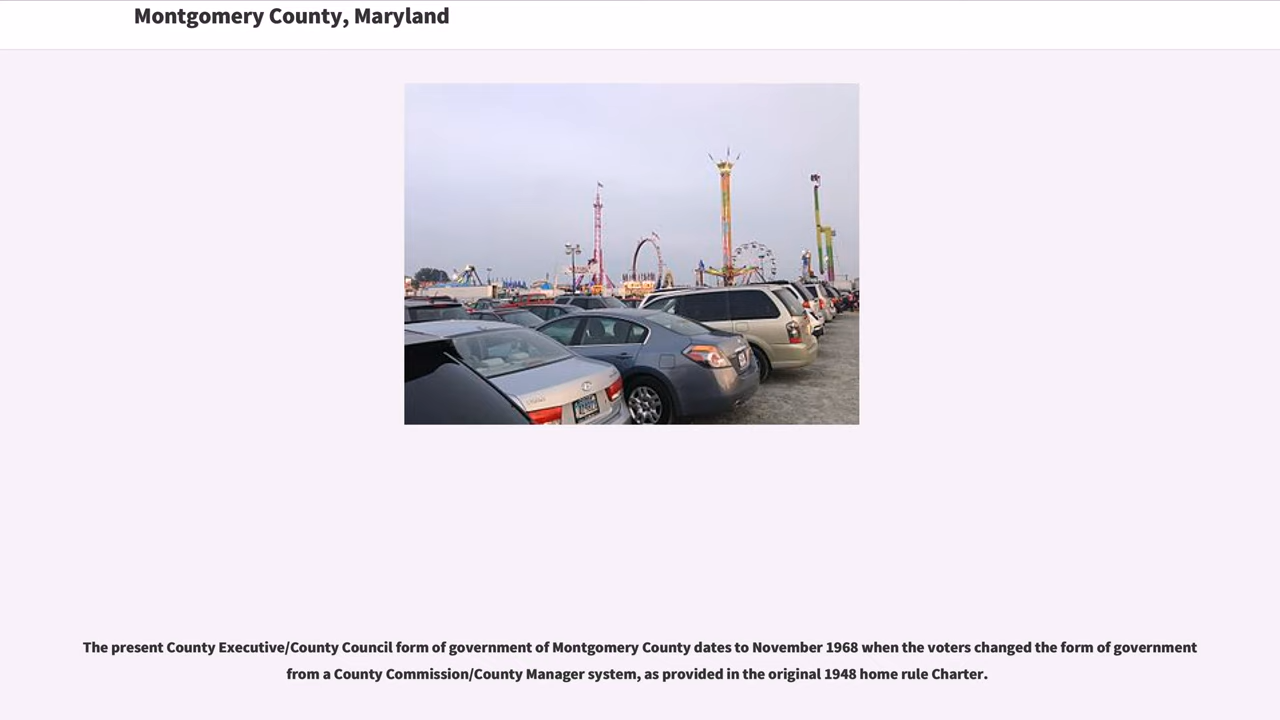 Montgomery County, Maryland
The present County Executive/County Council form of government of Montgomery County dates to November 1968 when the voters changed the form of government
from a County Commission/County Manager system, as provided in the original 1948 home rule Charter.